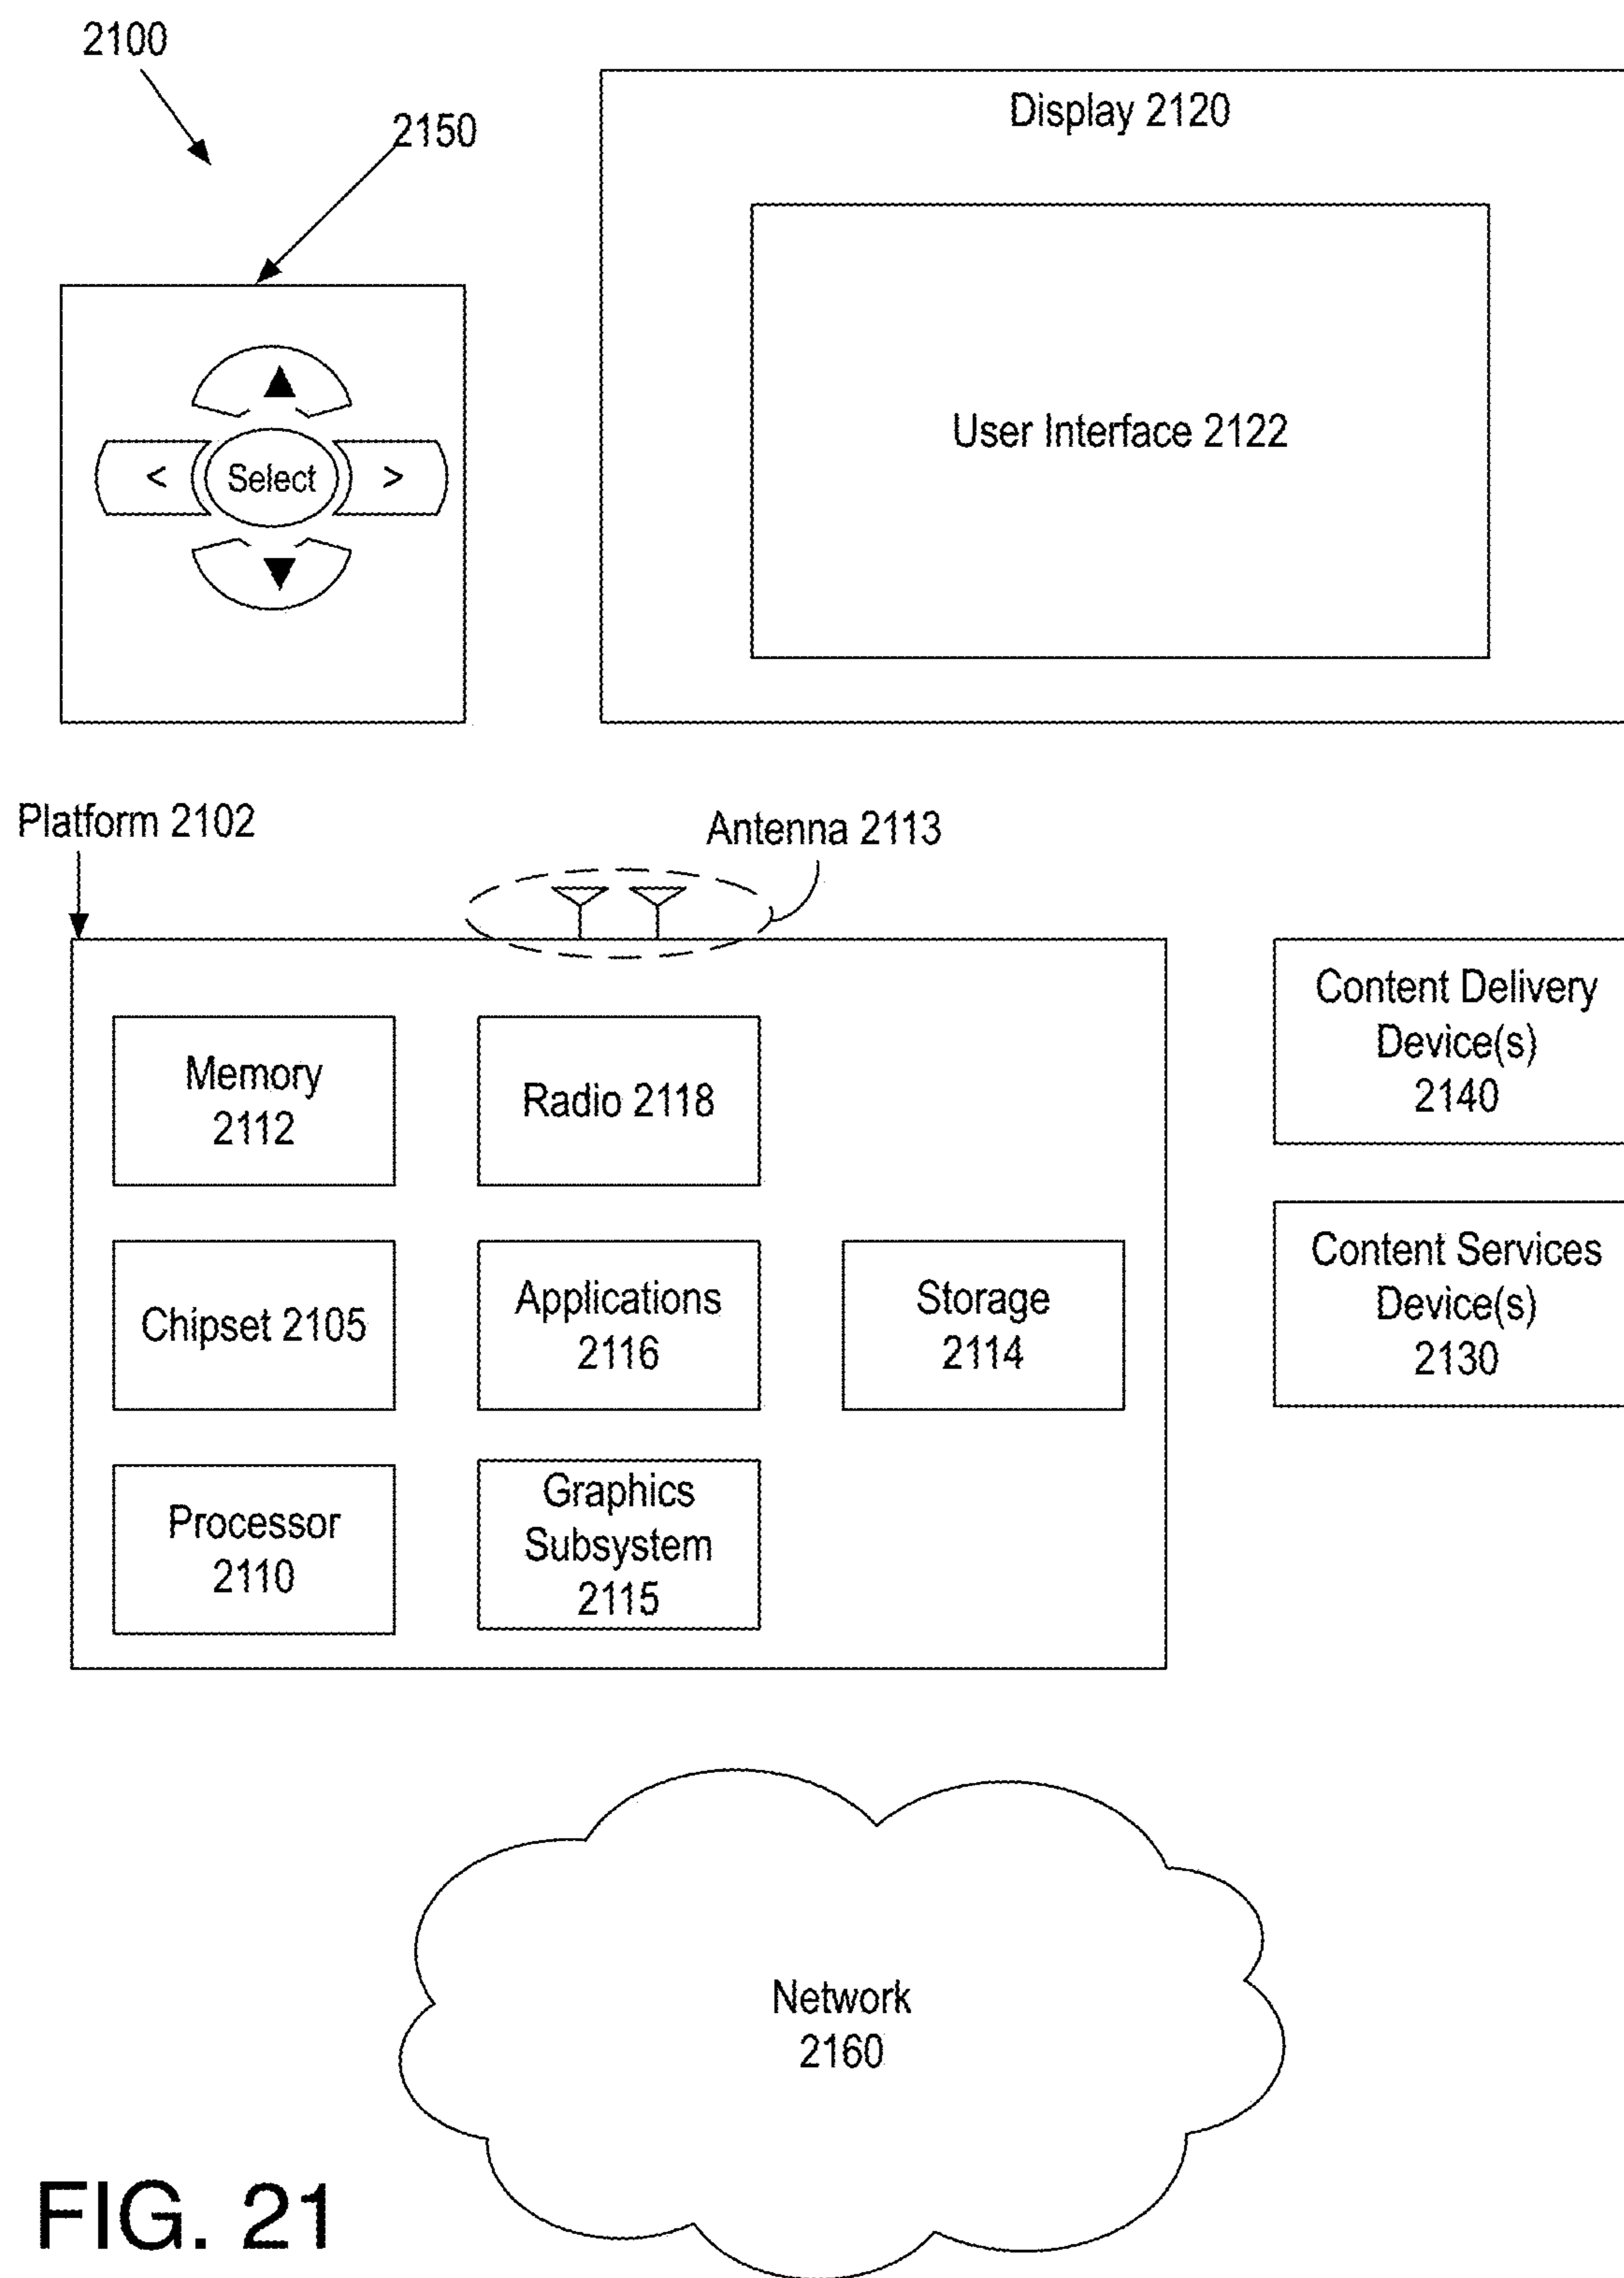 2100
2150
Display 2120
User Interface 2122
<
Select
>
Platform 2102
Antenna 2113
Memory
2112
Radio 2118
Chipset 2105
Applications
2116
Storage
2114
Processor
2110
Graphics
Subsystem
2115
Content Delivery
Device(s)
2140
Content Services
Device(s)
2130
Network
2160
FIG. 21